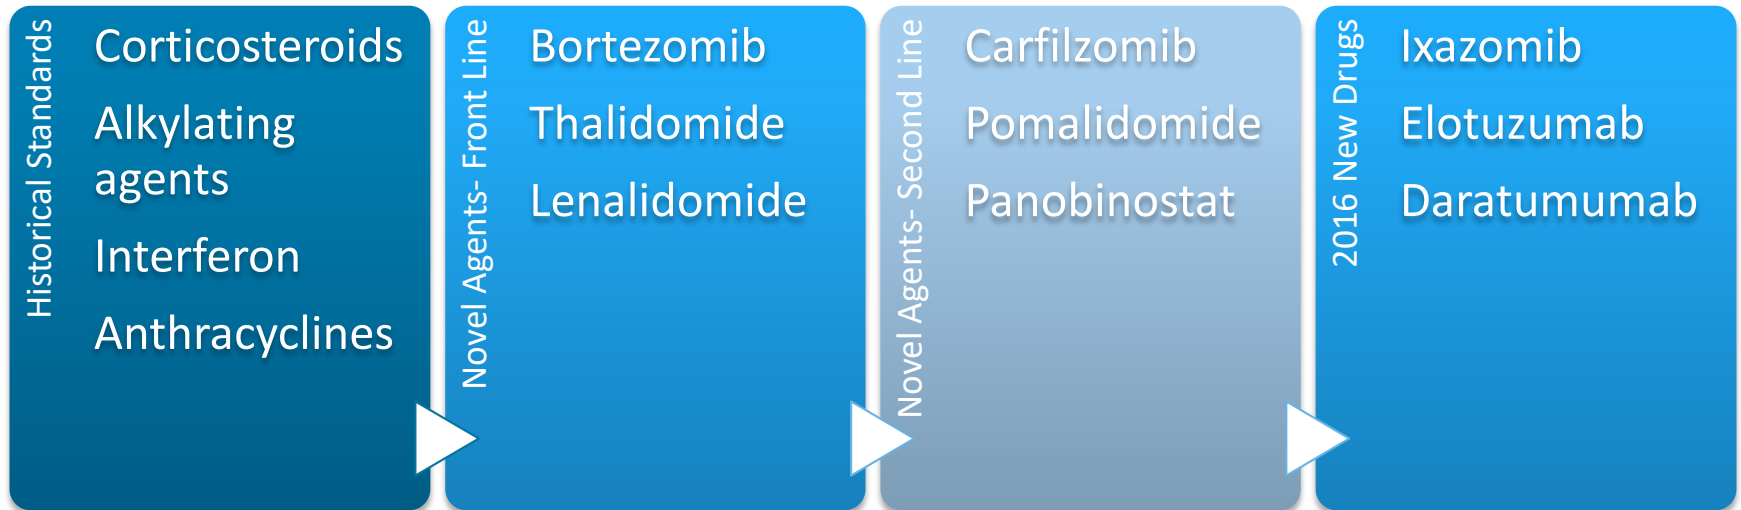 Historical Standards
Corticosteroids
Alkylating
agents
Interferon
Anthracyclines
Novel Agents- Front Line
Bortezomib
Thalidomide
Lenalidomide
Novel Agents- Second Line
Carfilzomib
Pomalidomide
Panobinostat
2016 New Drugs
Ixazomib
Elotuzumab
Daratumumab